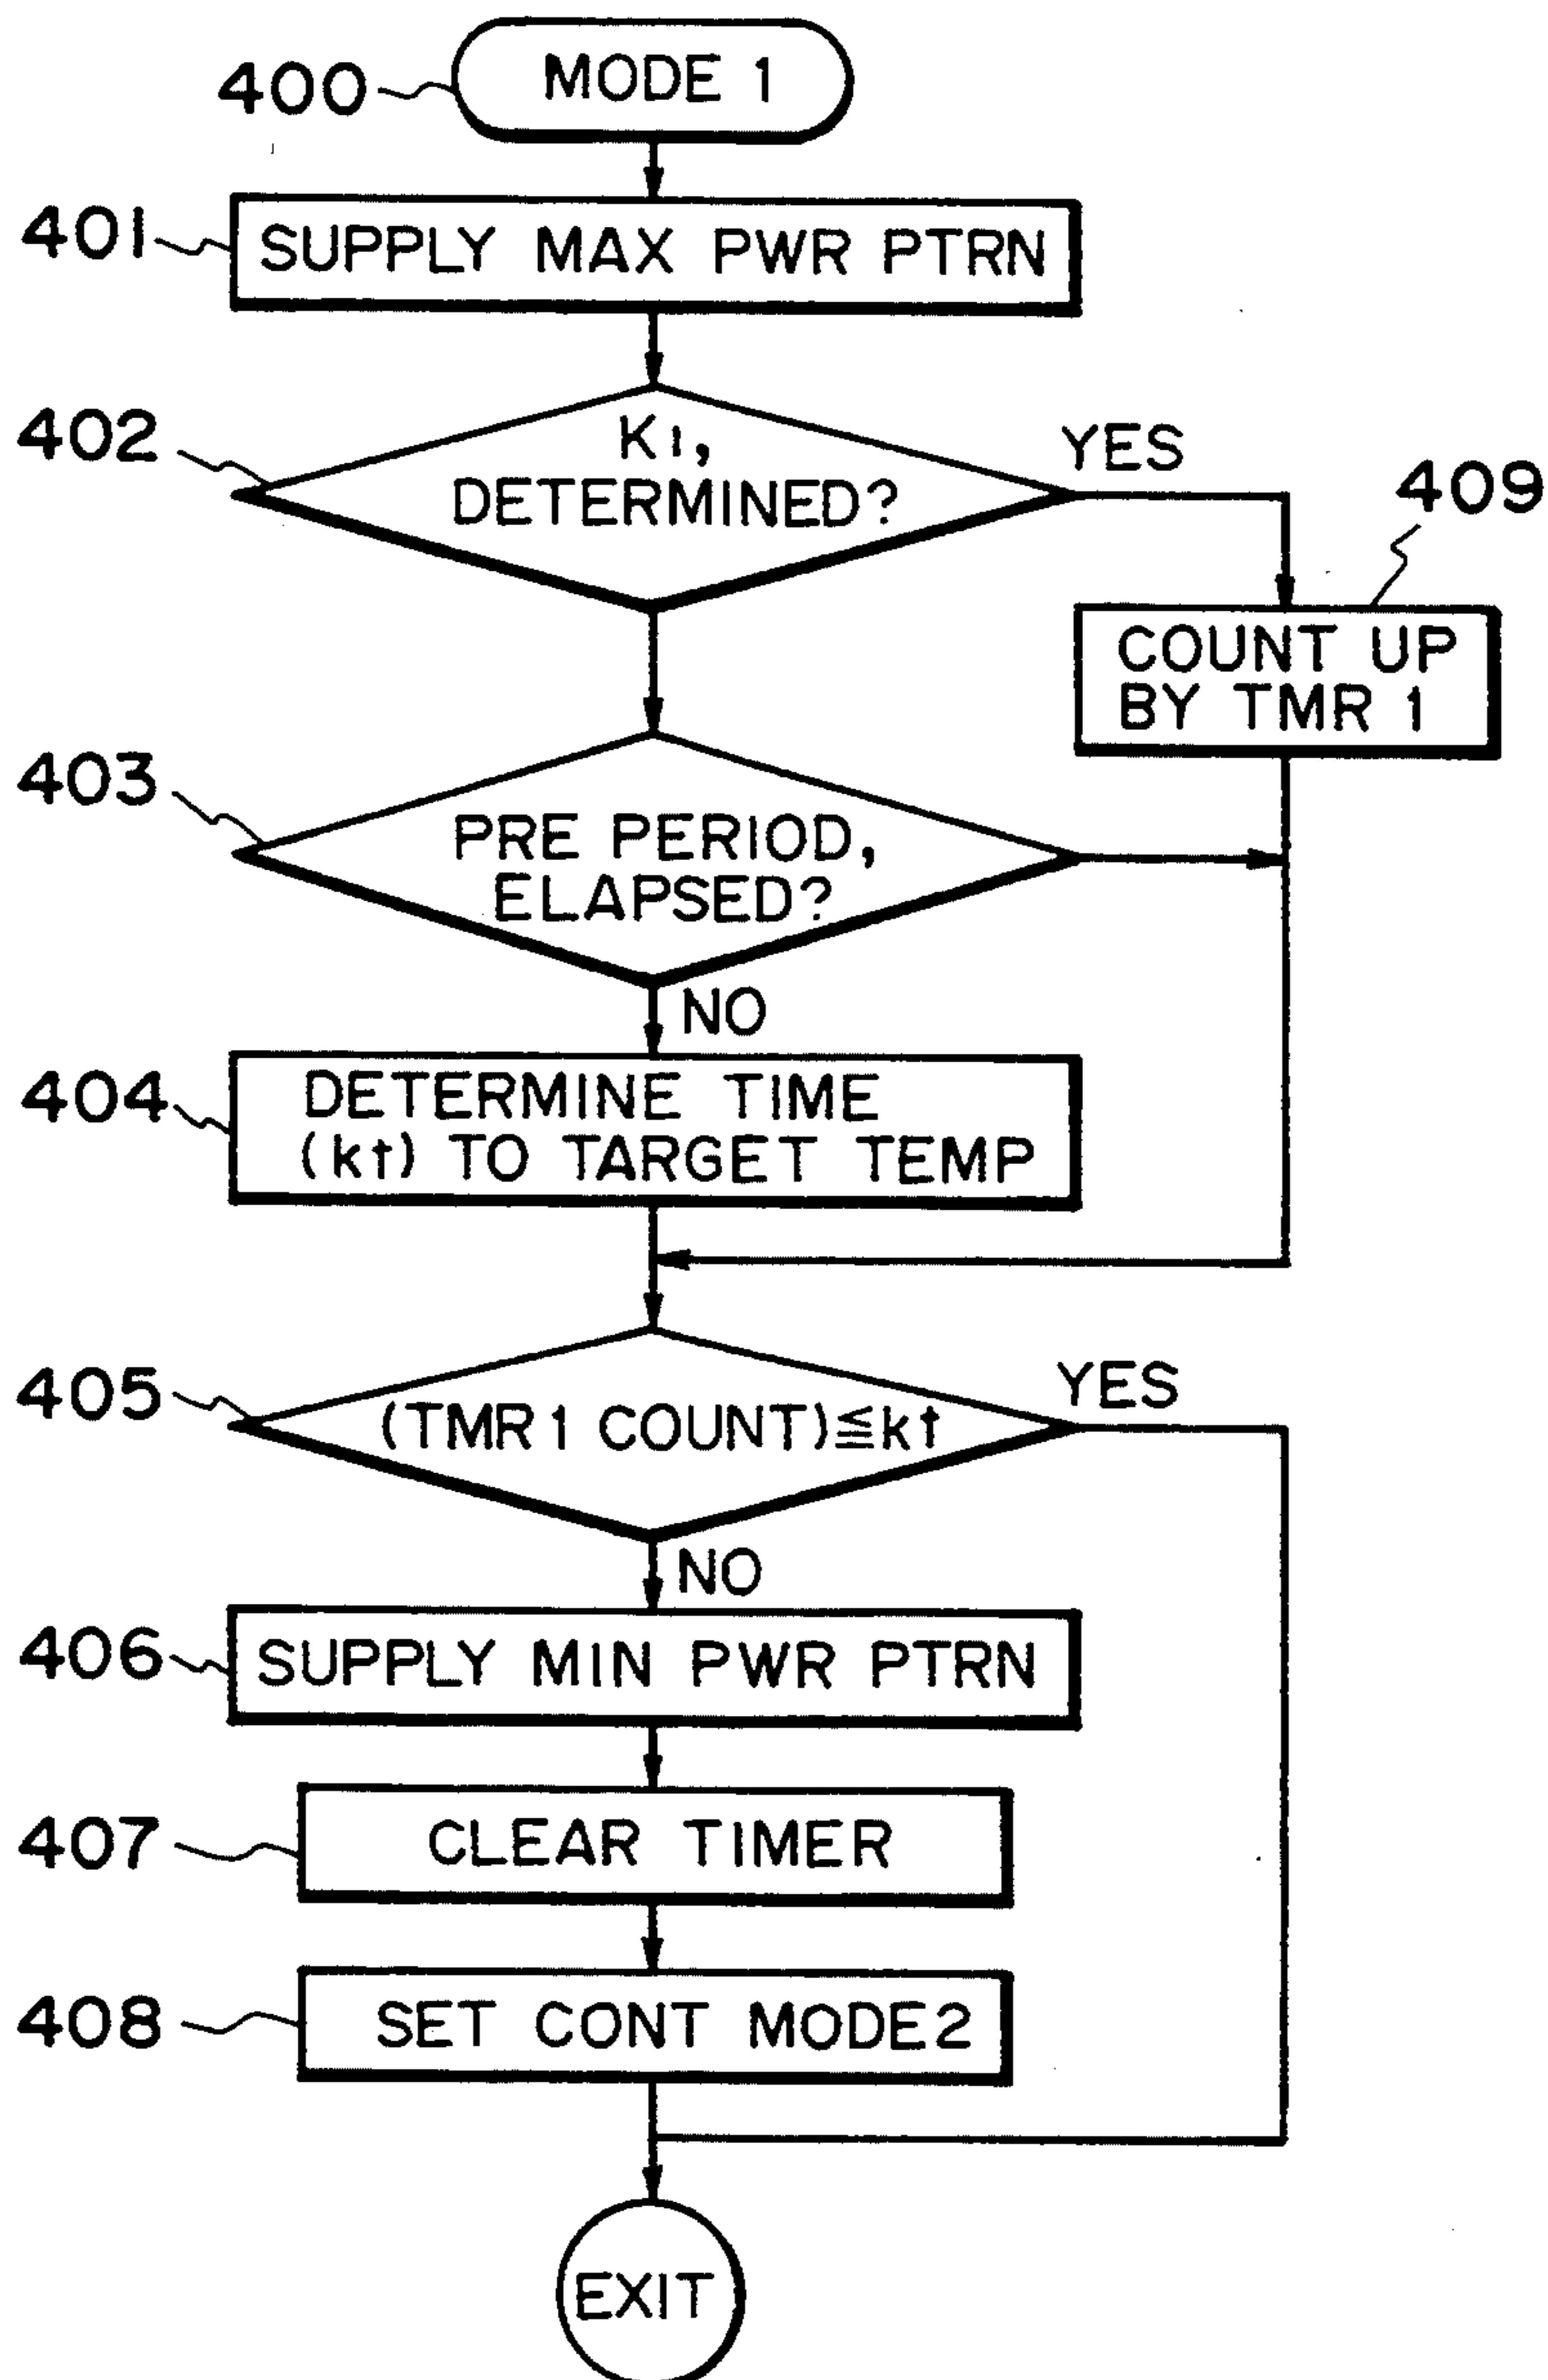 400
MODE 1
401
SUPPLY MAX PWR PTRN
402
Kt,
DETERMINED?
YES
409
COUNT UP
BY TMR 1
403
PRE PERIOD,
ELAPSED?
NO
404
DETERMINE TIME
(kt) TO TARGET TEMP
405
(TMR1 COUNT)≦kt
YES
NO
406
SUPPLY MIN PWR PTRN
407
CLEAR TIMER
408
SET CONT MODE2
EXIT